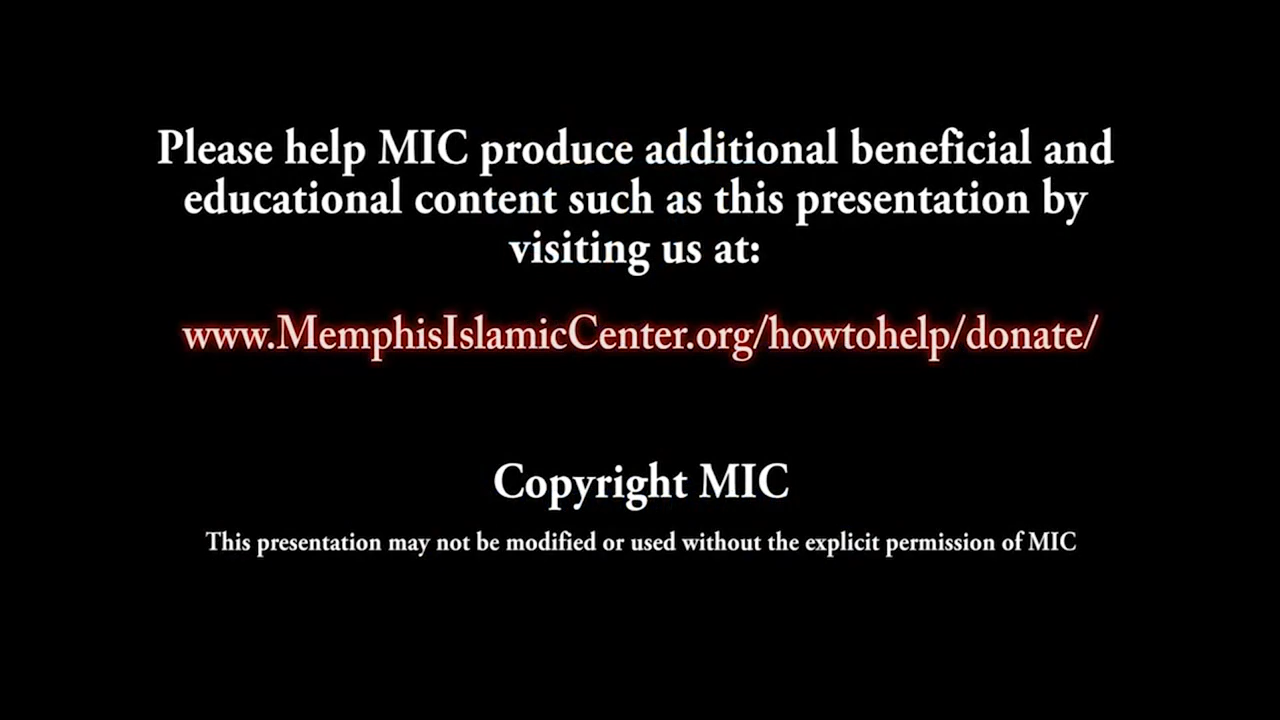 Please help MIC produce additional beneficial and
educational content such as this presentation by
visiting us at:
www.MemphisIslamicCenter.org/howtohelp/donate/
Copyright MIC
This presentation may not be modified or used without the explicit permission of MIC